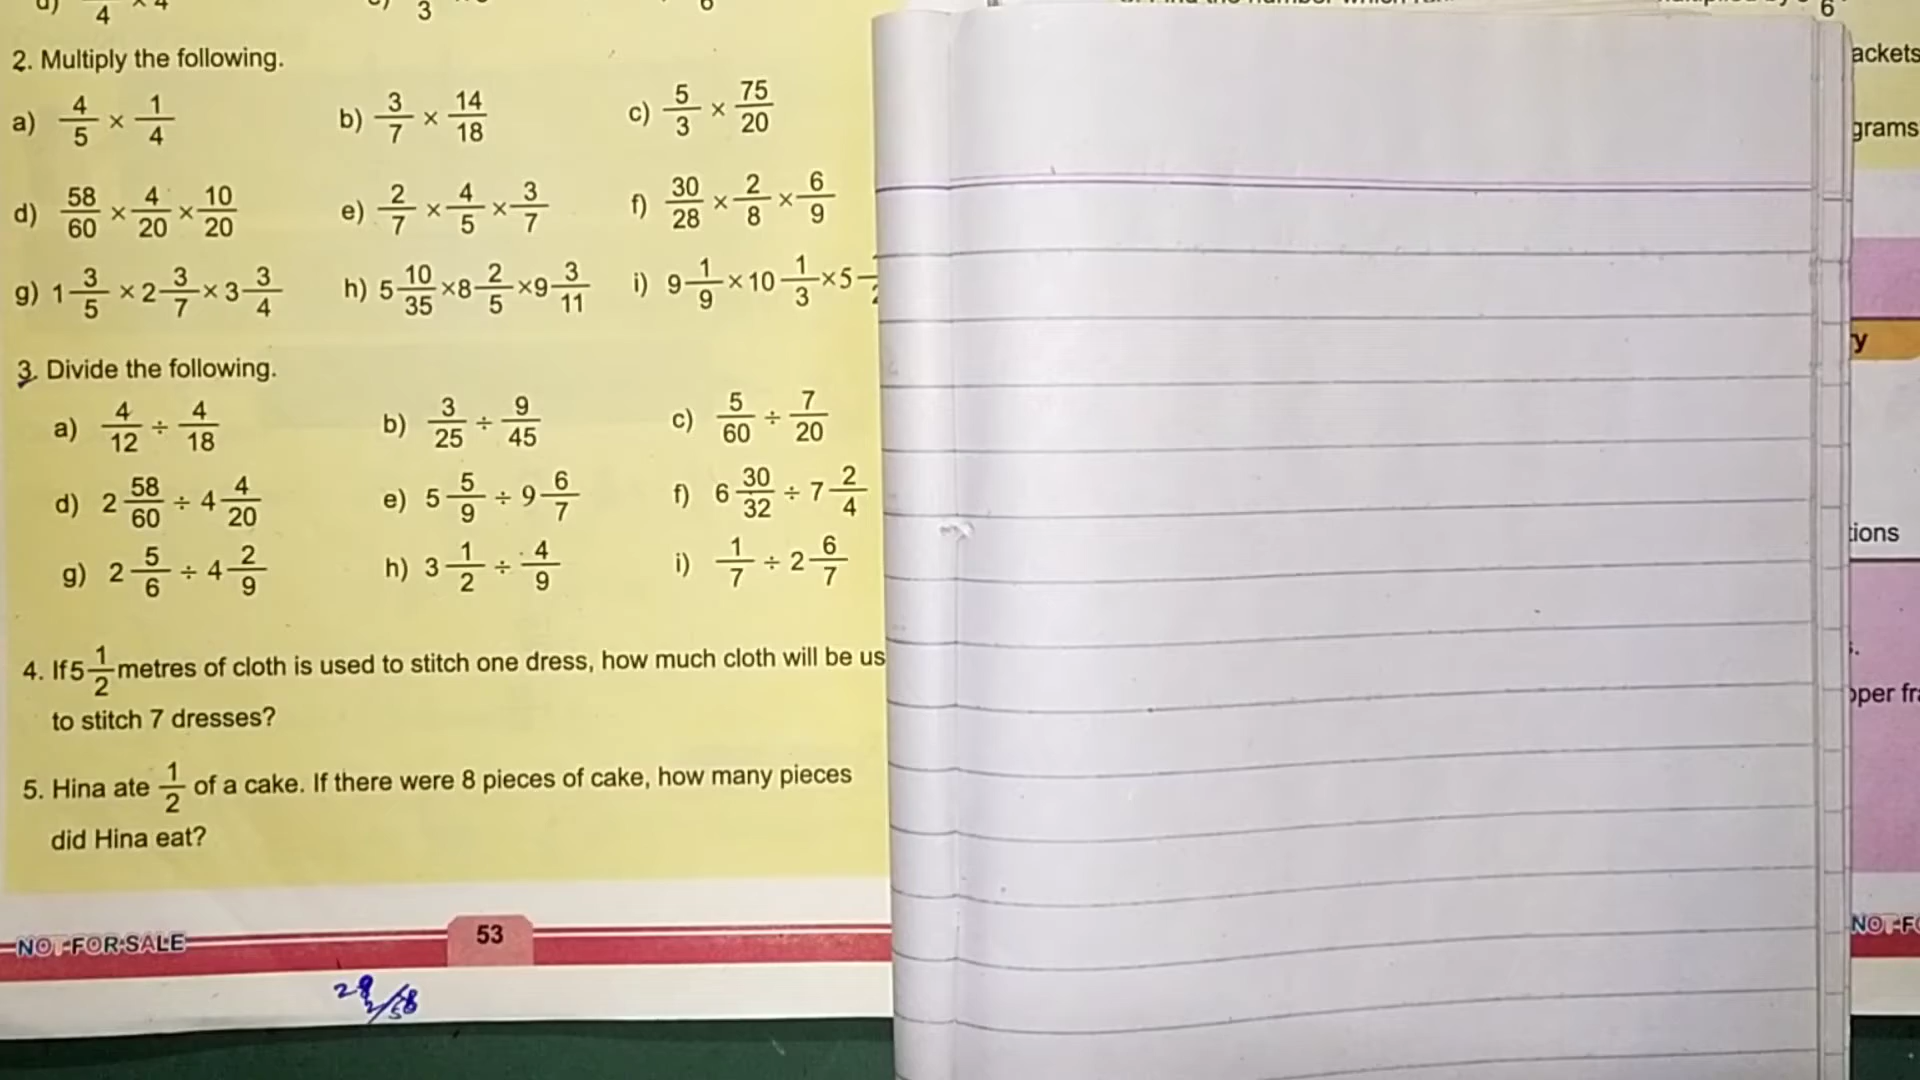 2. Multiply the following.
a) 4/5 × 1/4 b) 3/7 × 14/18 c) 5/3 × 75/20
d) 58/60 × 4/20 × 10/20 e) 2/7 × 4/5 × 3/7 f) 30/28 × 2/8 × 6/9
g) 1 3/5 × 2 3/7 × 3 3/4 h) 5 10/35 × 8 2/5 × 9 3/11 i) 9 1/9 × 10 1/3 × 5
3. Divide the following.
a) 4/12 ÷ 4/18 b) 3/25 ÷ 9/45 c) 5/60 ÷ 7/20
d) 2 58/60 ÷ 4 4/20 e) 5 5/9 ÷ 9 6/7 f) 6 30/32 ÷ 7 2/4
g) 2 5/6 ÷ 4 2/9 h) 3 1/2 ÷ 4/9 i) 1/7 ÷ 2 6/7
4. If 5 1/2 metres of cloth is used to stitch one dress, how much cloth will be us
to stitch 7 dresses?
5. Hina ate 1/2 of a cake. If there were 8 pieces of cake, how many pieces
did Hina eat?
NOT FOR SALE
53
ackets
grams
y
tions